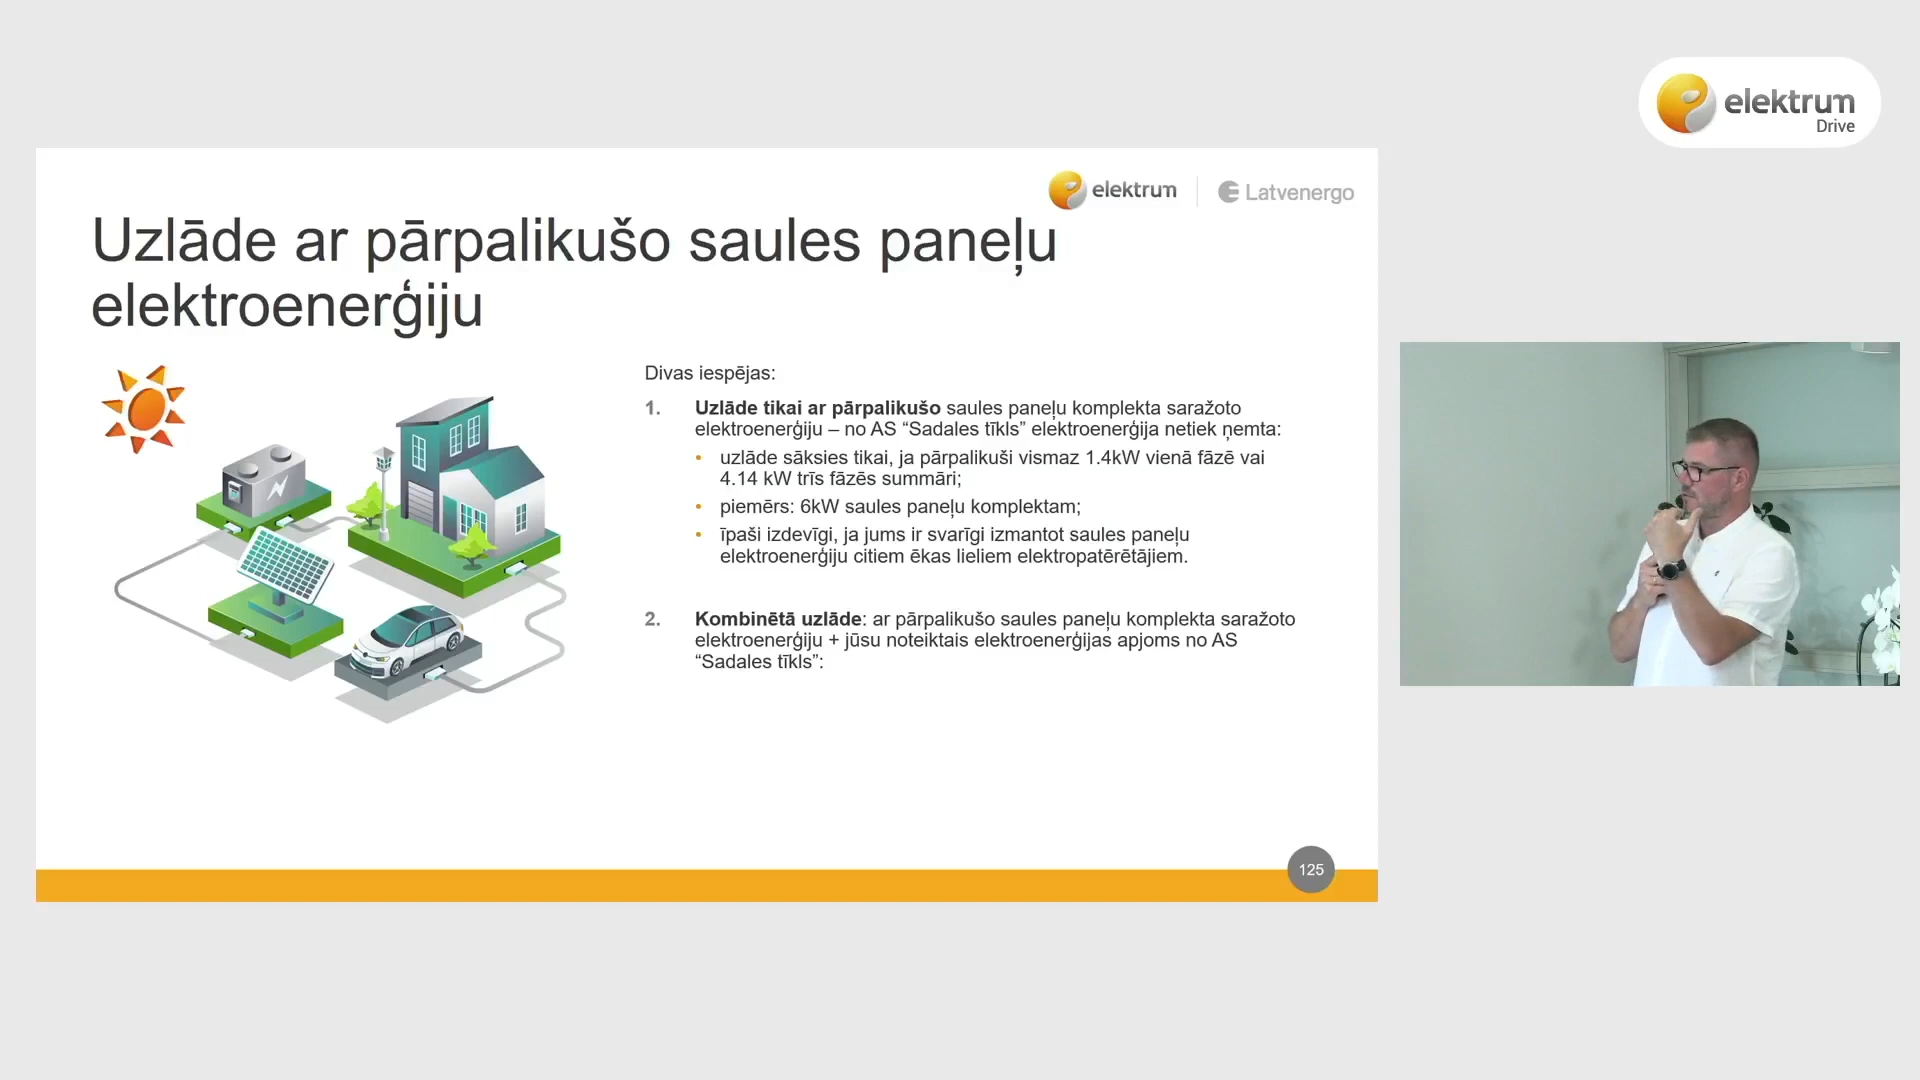 elektrum
Drive
elektrum
Latvenergo
Uzlāde ar pārpalikušo saules paneļu
elektroenerģiju
Divas iespējas:
1. Uzlāde tikai ar pārpalikušo saules paneļu komplekta saražoto
elektroenerģiju – no AS “Sadales tīkls” elektroenerģija netiek ņemta:
• uzlāde sāksies tikai, ja pārpalikuši vismaz 1.4kW vienā fāzē vai
4.14 kW trīs fāzēs summāri;
• piemērs: 6kW saules paneļu komplektam;
• īpaši izdevīgi, ja jums ir svarīgi izmantot saules paneļu
elektroenerģiju citiem ēkas lieliem elektropatērētājiem.
2. Kombinētā uzlāde: ar pārpalikušo saules paneļu komplekta saražoto
elektroenerģiju + jūsu noteiktais elektroenerģijas apjoms no AS
“Sadales tīkls”:
125